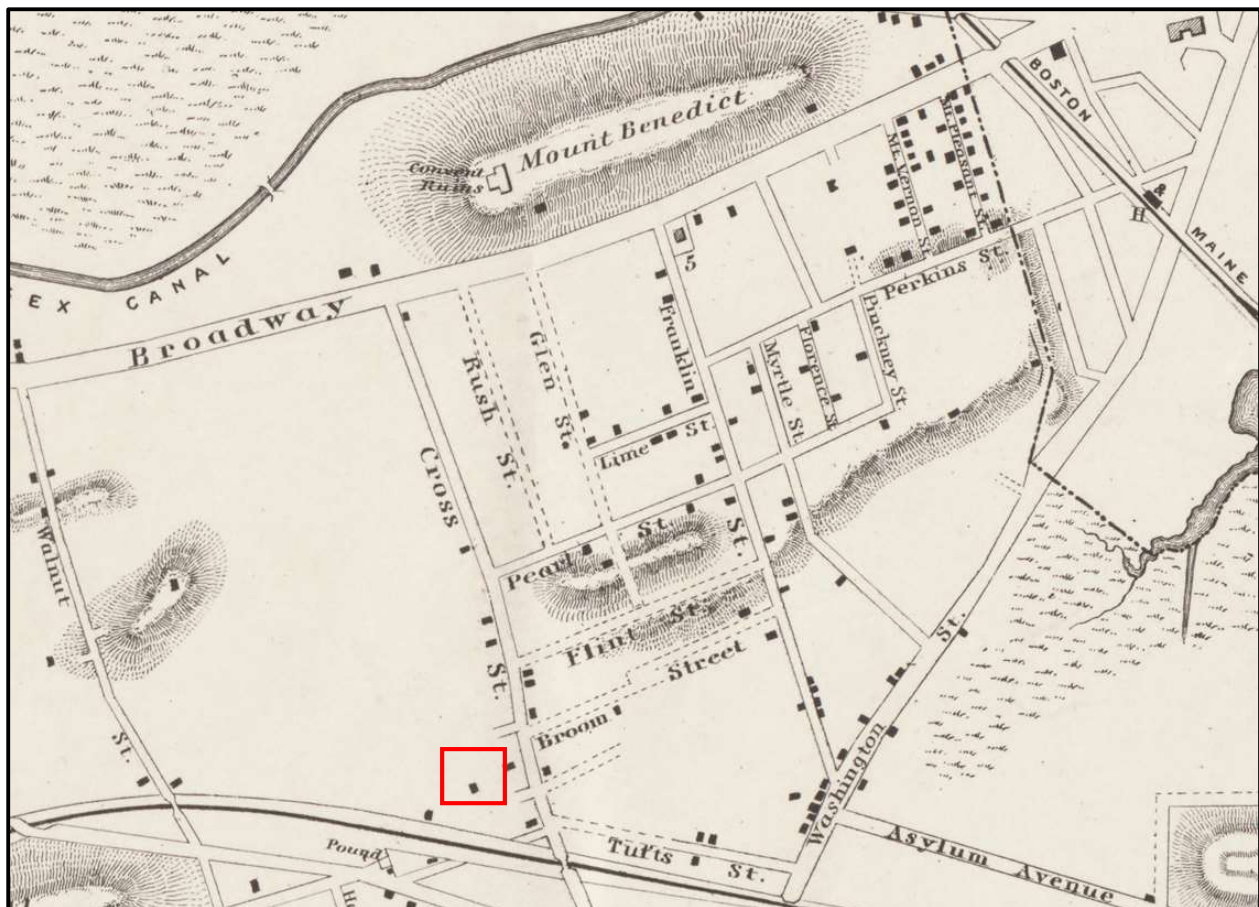 Mount Benedict
Convent
Ruins
BOSTON
&
MAINE
H
Mt. Pleasant St.
Mt. Vernon St.
5
Perkins St.
EX CANAL
Broadway
Franklin St.
Pinckney St.
Florence St.
Myrtle St.
Rush St.
Glen St.
Lime St.
Cross St.
Pearl St.
Walnut St.
Flint St.
Broom Street
Washington St.
Tufts St.
Asylum Avenue
Pound